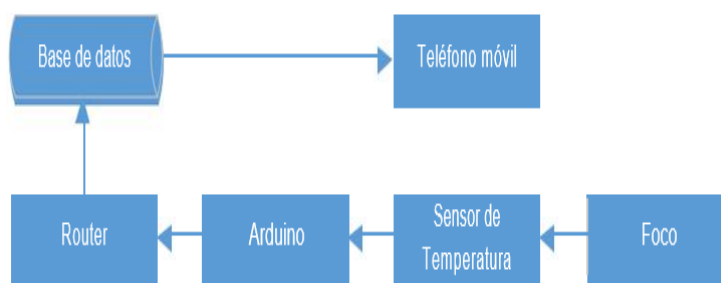 Base de datos
Teléfono móvil
Router
Arduino
Sensor de
Temperatura
Foco